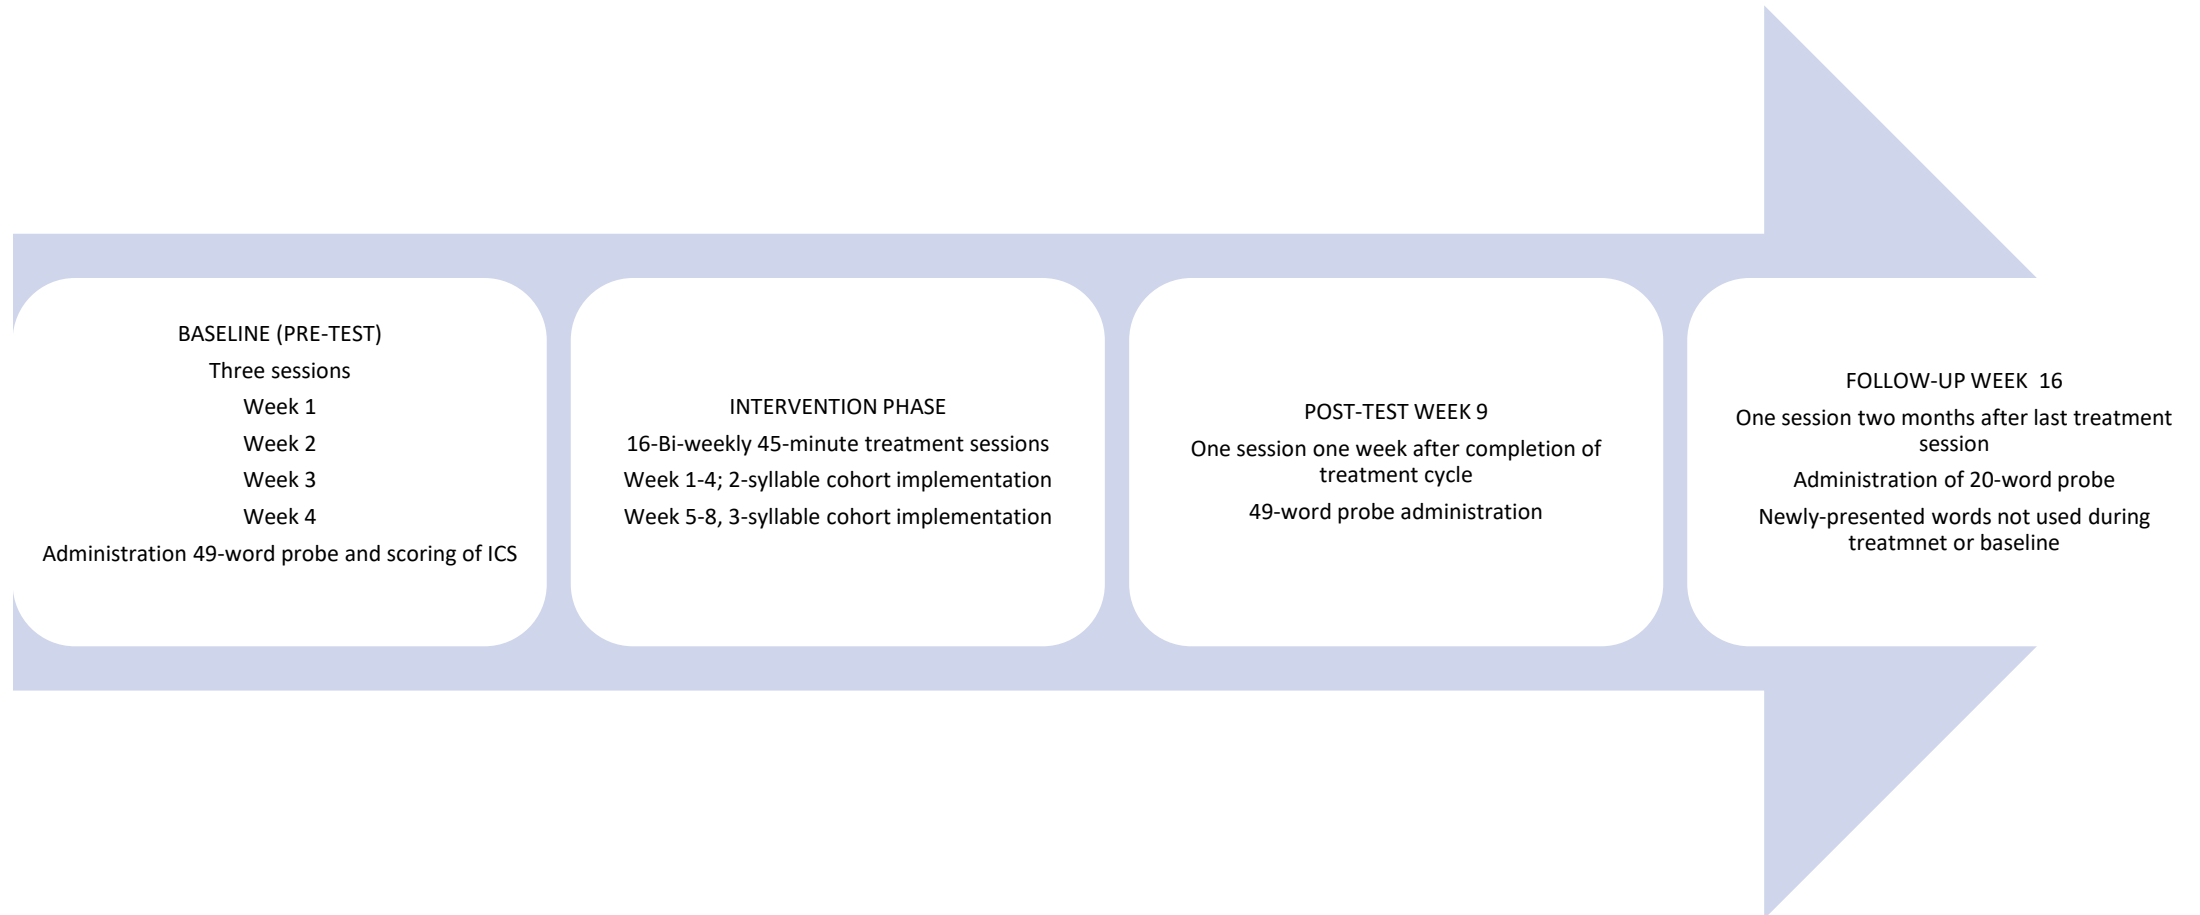 BASELINE (PRE-TEST)
Three sessions
Week 1
Week 2
Week 3
Week 4
Administration 49-word probe and scoring of ICS
INTERVENTION PHASE
16-Bi-weekly 45-minute treatment sessions
Week 1-4; 2-syllable cohort implementation
Week 5-8, 3-syllable cohort implementation
POST-TEST WEEK 9
One session one week after completion of
treatment cycle
49-word probe administration
FOLLOW-UP WEEK  16
One session two months after last treatment
session
Administration of 20-word probe
Newly-presented words not used during
treatmnet or baseline